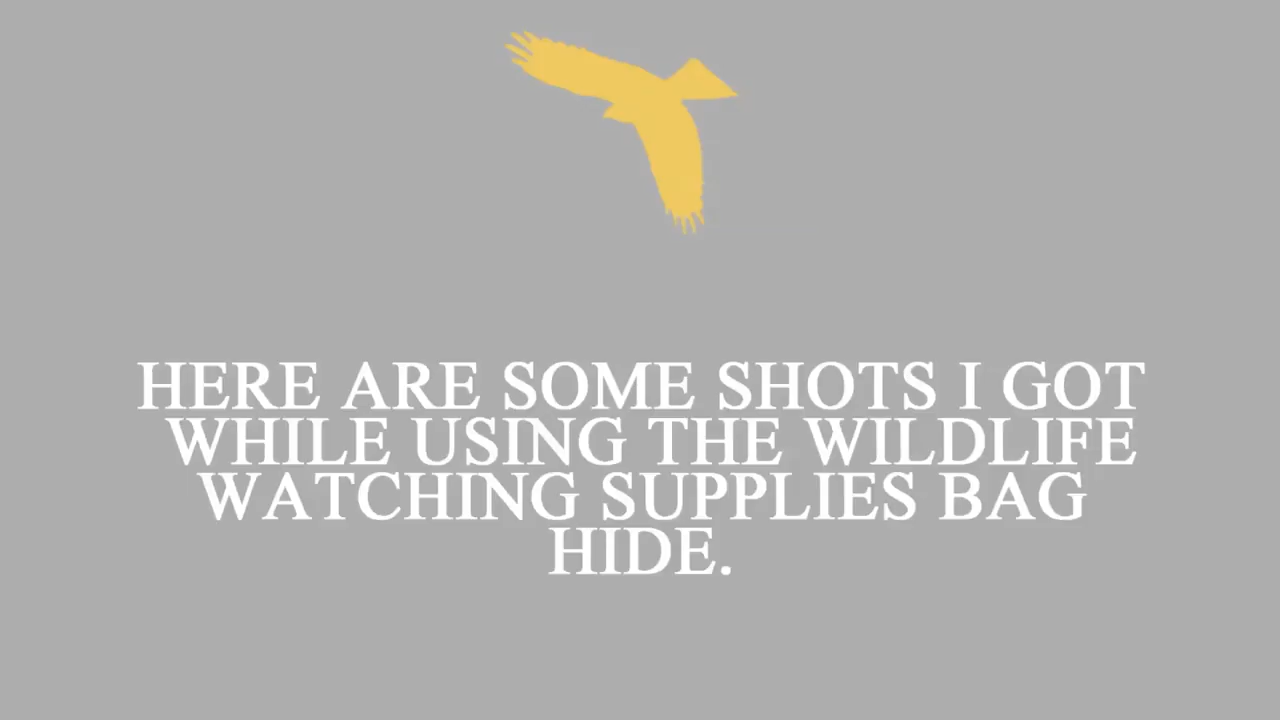 HERE ARE SOME SHOTS I GOT
WHILE USING THE WILDLIFE
WATCHING SUPPLIES BAG
HIDE.